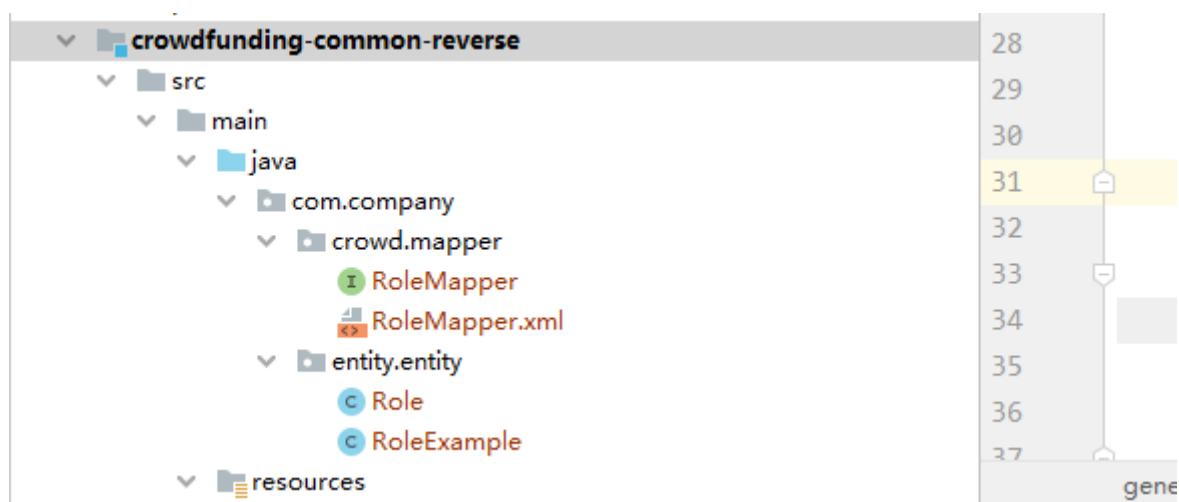 crowdfunding-common-reverse
src
main
java
com.company
crowd.mapper
RoleMapper
RoleMapper.xml
entity.entity
Role
RoleExample
resources
28
29
30
31
32
33
34
35
36
37
gene